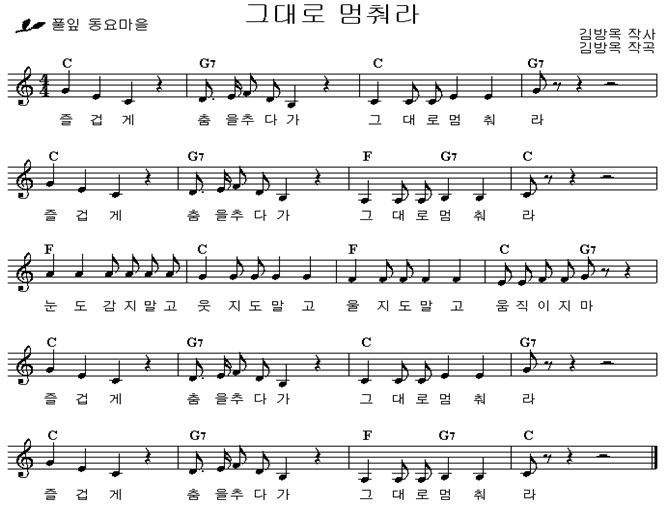 그대로 멈춰라
풀잎 동요마을
김방옥 작사
김방옥 작곡
C G7 C G7
4
4
즐 겁 게 춤 을추 다 가 그 대 로 멈 춰 라
C G7 F G7 C
즐 겁 게 춤 을추 다 가 그 대 로 멈 춰 라
F C F C G7
눈 도 감 지 말 고 웃 지 도 말 고 울 지 도 말 고 움 직 이 지 마
C G7 C G7
즐 겁 게 춤 을추 다 가 그 대 로 멈 춰 라
C G7 F G7 C
즐 겁 게 춤 을추 다 가 그 대 로 멈 춰 라